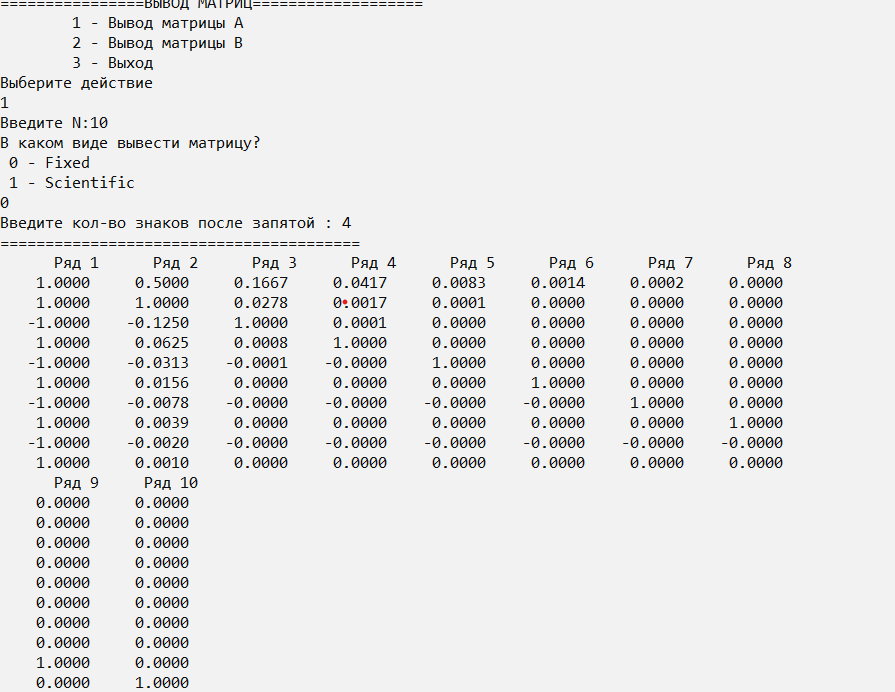 ================ВЫВОД МАТРИЦ===================
1 - Вывод матрицы A
2 - Вывод матрицы B
3 - Выход
Выберите действие
1
Введите N:10
В каком виде вывести матрицу?
0 - Fixed
1 - Scientific
0
Введите кол-во знаков после запятой : 4
========================================
Ряд 1 Ряд 2 Ряд 3 Ряд 4 Ряд 5 Ряд 6 Ряд 7 Ряд 8
1.0000 0.5000 0.1667 0.0417 0.0083 0.0014 0.0002 0.0000
1.0000 1.0000 0.0278 0.0017 0.0001 0.0000 0.0000 0.0000
-1.0000 -0.1250 1.0000 0.0001 0.0000 0.0000 0.0000 0.0000
1.0000 0.0625 0.0008 1.0000 0.0000 0.0000 0.0000 0.0000
-1.0000 -0.0313 -0.0001 -0.0000 1.0000 0.0000 0.0000 0.0000
1.0000 0.0156 0.0000 0.0000 0.0000 1.0000 0.0000 0.0000
-1.0000 -0.0078 -0.0000 -0.0000 -0.0000 -0.0000 1.0000 0.0000
1.0000 0.0039 0.0000 0.0000 0.0000 0.0000 0.0000 1.0000
-1.0000 -0.0020 -0.0000 -0.0000 -0.0000 -0.0000 -0.0000 -0.0000
1.0000 0.0010 0.0000 0.0000 0.0000 0.0000 0.0000 0.0000
Ряд 9 Ряд 10
0.0000 0.0000
0.0000 0.0000
0.0000 0.0000
0.0000 0.0000
0.0000 0.0000
0.0000 0.0000
0.0000 0.0000
0.0000 0.0000
1.0000 0.0000
0.0000 1.0000